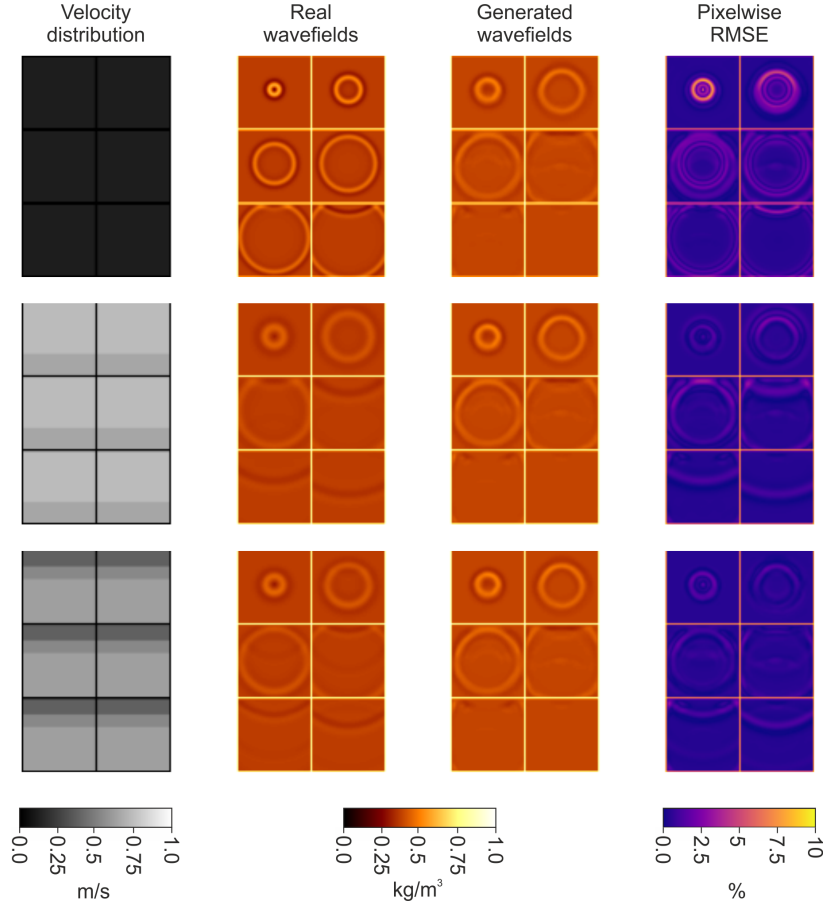 Velocity
distribution
Real
wavefields
Generated
wavefields
Pixelwise
RMSE
0.0 0.25 0.5 0.75 1.0
m/s
0.0 0.25 0.5 0.75 1.0
kg/m³
0.0 2.5 5 7.5 10
%